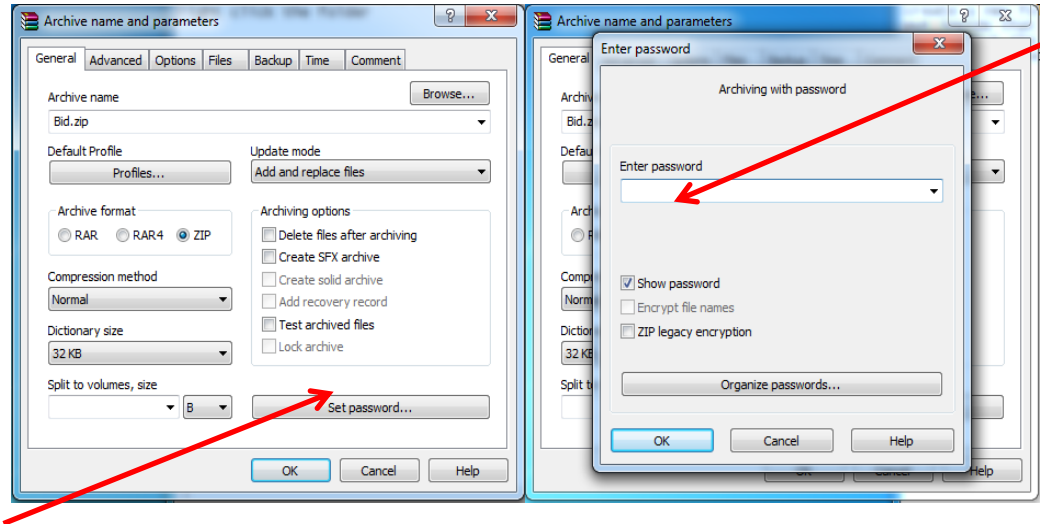 Archive name and parameters
General Advanced Options Files Backup Time Comment
Archive name
Browse...
Bid.zip
Default Profile
Profiles...
Update mode
Add and replace files
Archive format
RAR RAR4 ZIP
Compression method
Normal
Dictionary size
32 KB
Split to volumes, size
B
Archiving options
Delete files after archiving
Create SFX archive
Create solid archive
Add recovery record
Test archived files
Lock archive
Set password...
OK Cancel Help
Archive name and parameters
General
Bid.z
Enter password
Archiving with password
Enter password
Show password
Encrypt file names
ZIP legacy encryption
Organize passwords...
OK Cancel Help
32 KB
Split t
Help